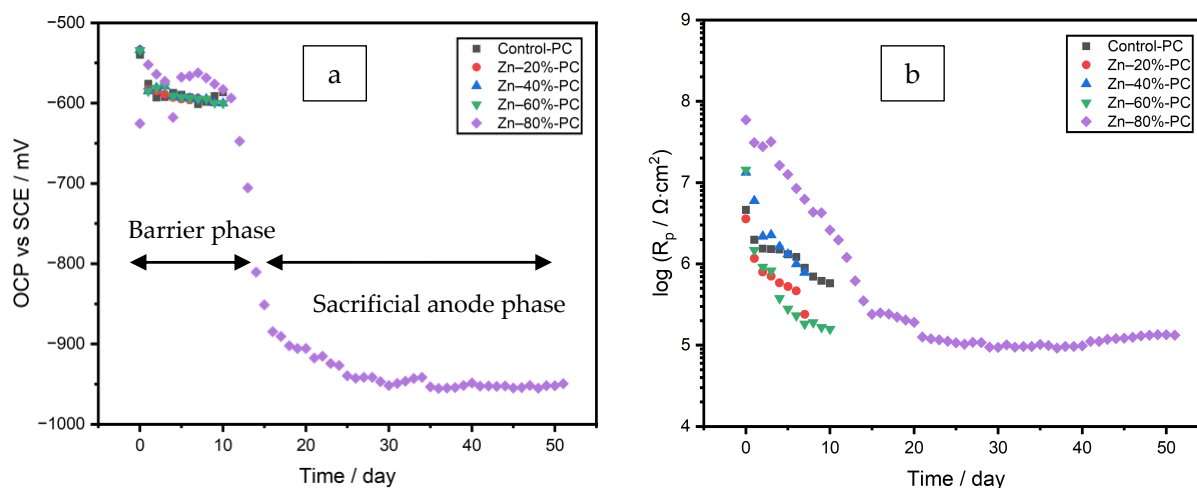 a
Control-PC
Zn–20%-PC
Zn–40%-PC
Zn–60%-PC
Zn–80%-PC
Barrier phase
Sacrificial anode phase
OCP vs SCE / mV
−500
−600
−700
−800
−900
−1000
0
10
20
30
40
50
Time / day
b
Control-PC
Zn–20%-PC
Zn–40%-PC
Zn–60%-PC
Zn–80%-PC
log (Rp / Ω·cm²)
9
8
7
6
5
4
0
10
20
30
40
50
Time / day